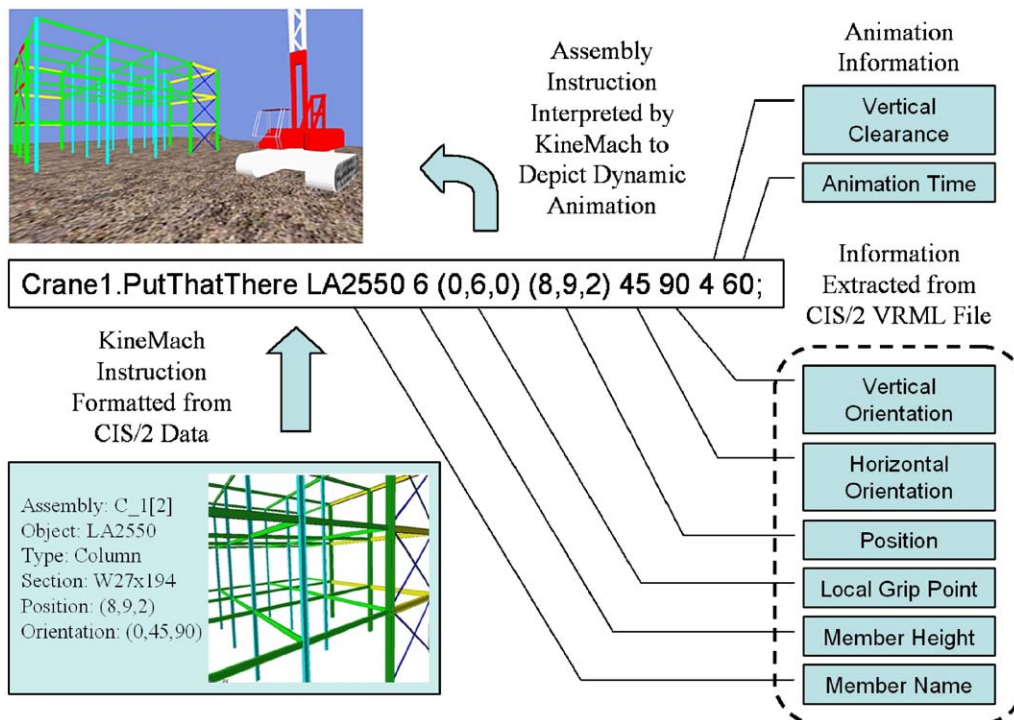 Assembly
Instruction
Interpreted by
KineMach to
Depict Dynamic
Animation
Animation
Information
Vertical
Clearance
Animation Time
Crane1.PutThatThere LA2550 6 (0,6,0) (8,9,2) 45 90 4 60;
Information
Extracted from
CIS/2 VRML File
KineMach
Instruction
Formatted from
CIS/2 Data
Vertical
Orientation
Horizontal
Orientation
Position
Local Grip Point
Member Height
Member Name
Assembly: C_1[2]
Object: LA2550
Type: Column
Section: W27x194
Position: (8,9,2)
Orientation: (0,45,90)